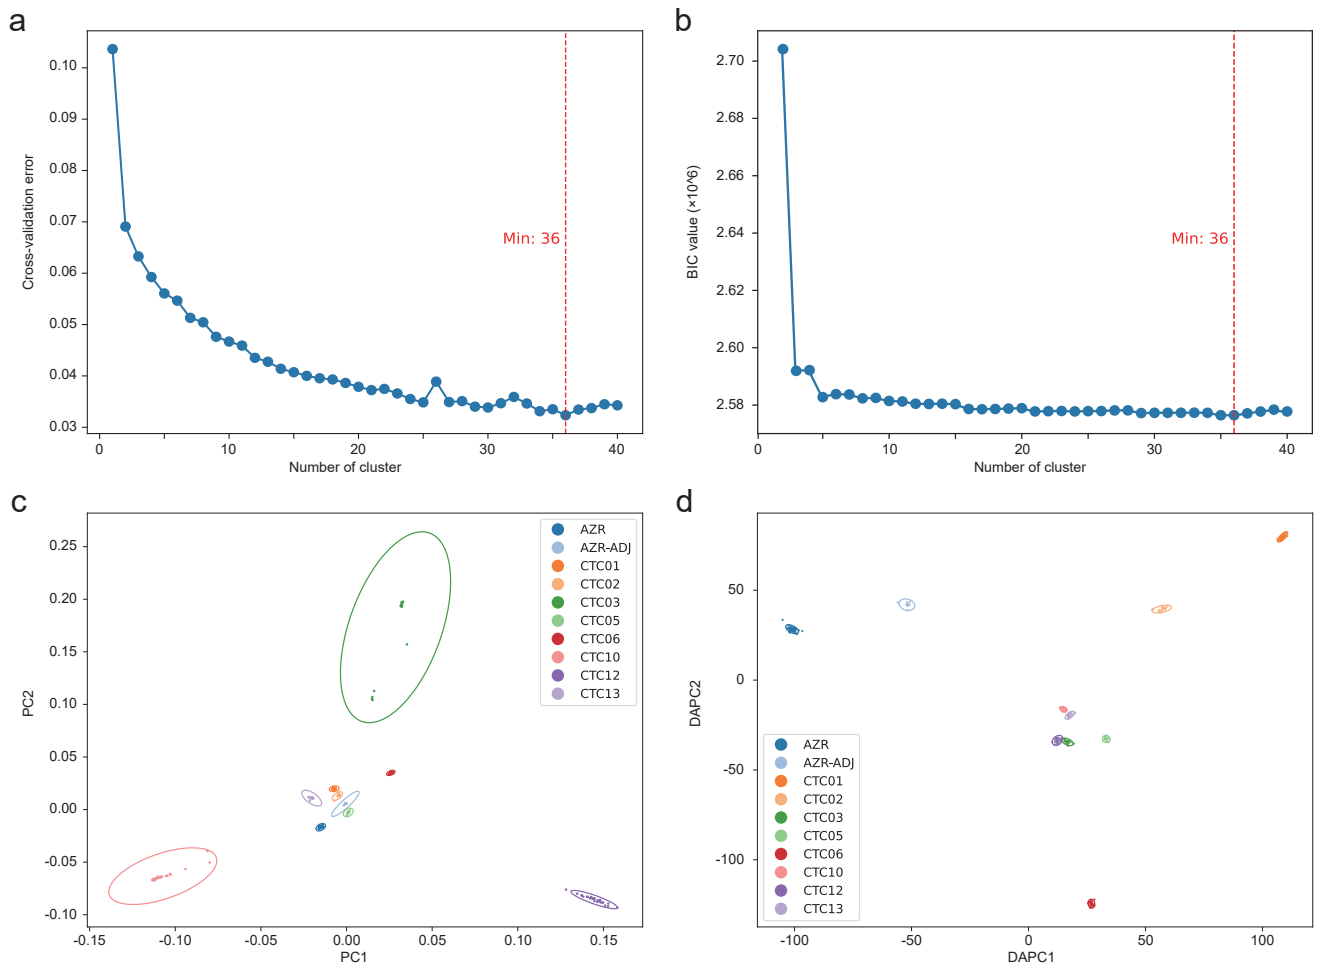 a
0.10
0.09
0.08
0.07
0.06
0.05
0.04
0.03
Cross-validation error
Min: 36
0
10
20
30
40
Number of cluster
b
2.70
2.68
2.66
2.64
2.62
2.60
2.58
BIC value (×10^6)
Min: 36
0
10
20
30
40
Number of cluster
c
0.25
0.20
0.15
0.10
0.05
0.00
-0.05
-0.10
PC2
AZR
AZR-ADJ
CTC01
CTC02
CTC03
CTC05
CTC06
CTC10
CTC12
CTC13
-0.15
-0.10
-0.05
0.00
0.05
0.10
0.15
PC1
d
50
0
-50
-100
DAPC2
AZR
AZR-ADJ
CTC01
CTC02
CTC03
CTC05
CTC06
CTC10
CTC12
CTC13
-100
-50
0
50
100
DAPC1